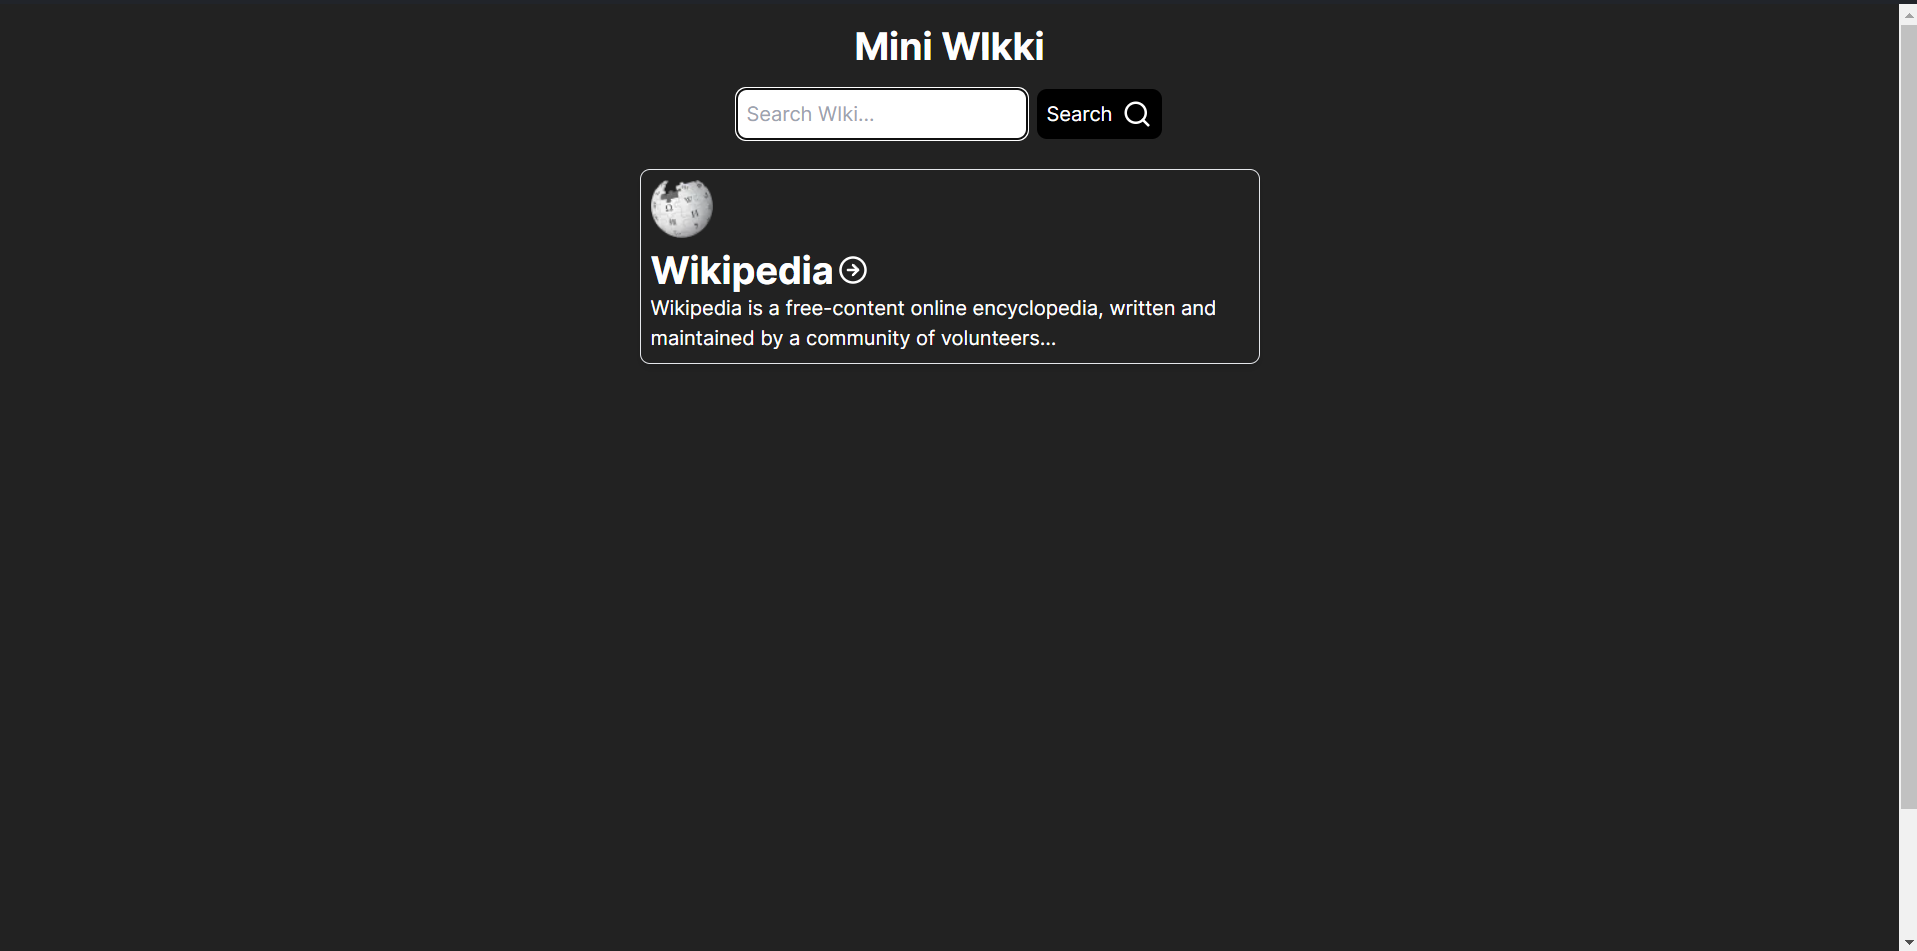 Mini WIkki
Search WIki...
Search
Wikipedia
Wikipedia is a free-content online encyclopedia, written and
maintained by a community of volunteers...